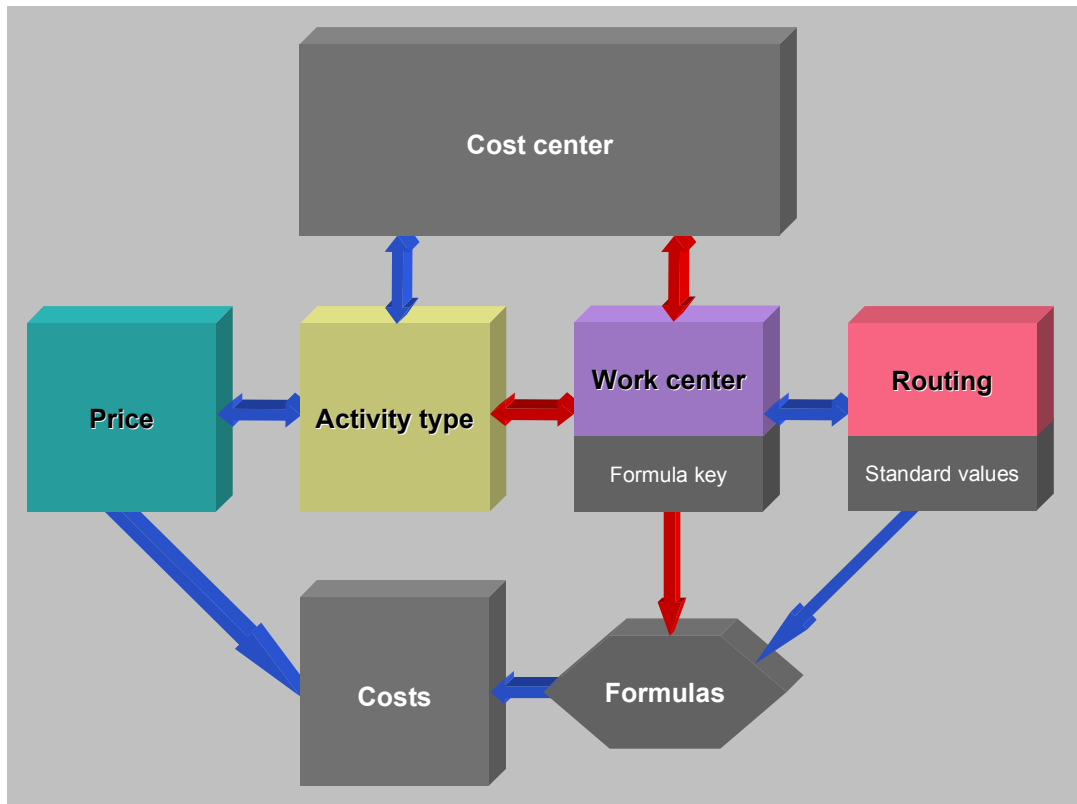 Cost center
Price
Activity type
Work center
Formula key
Routing
Standard values
Costs
Formulas